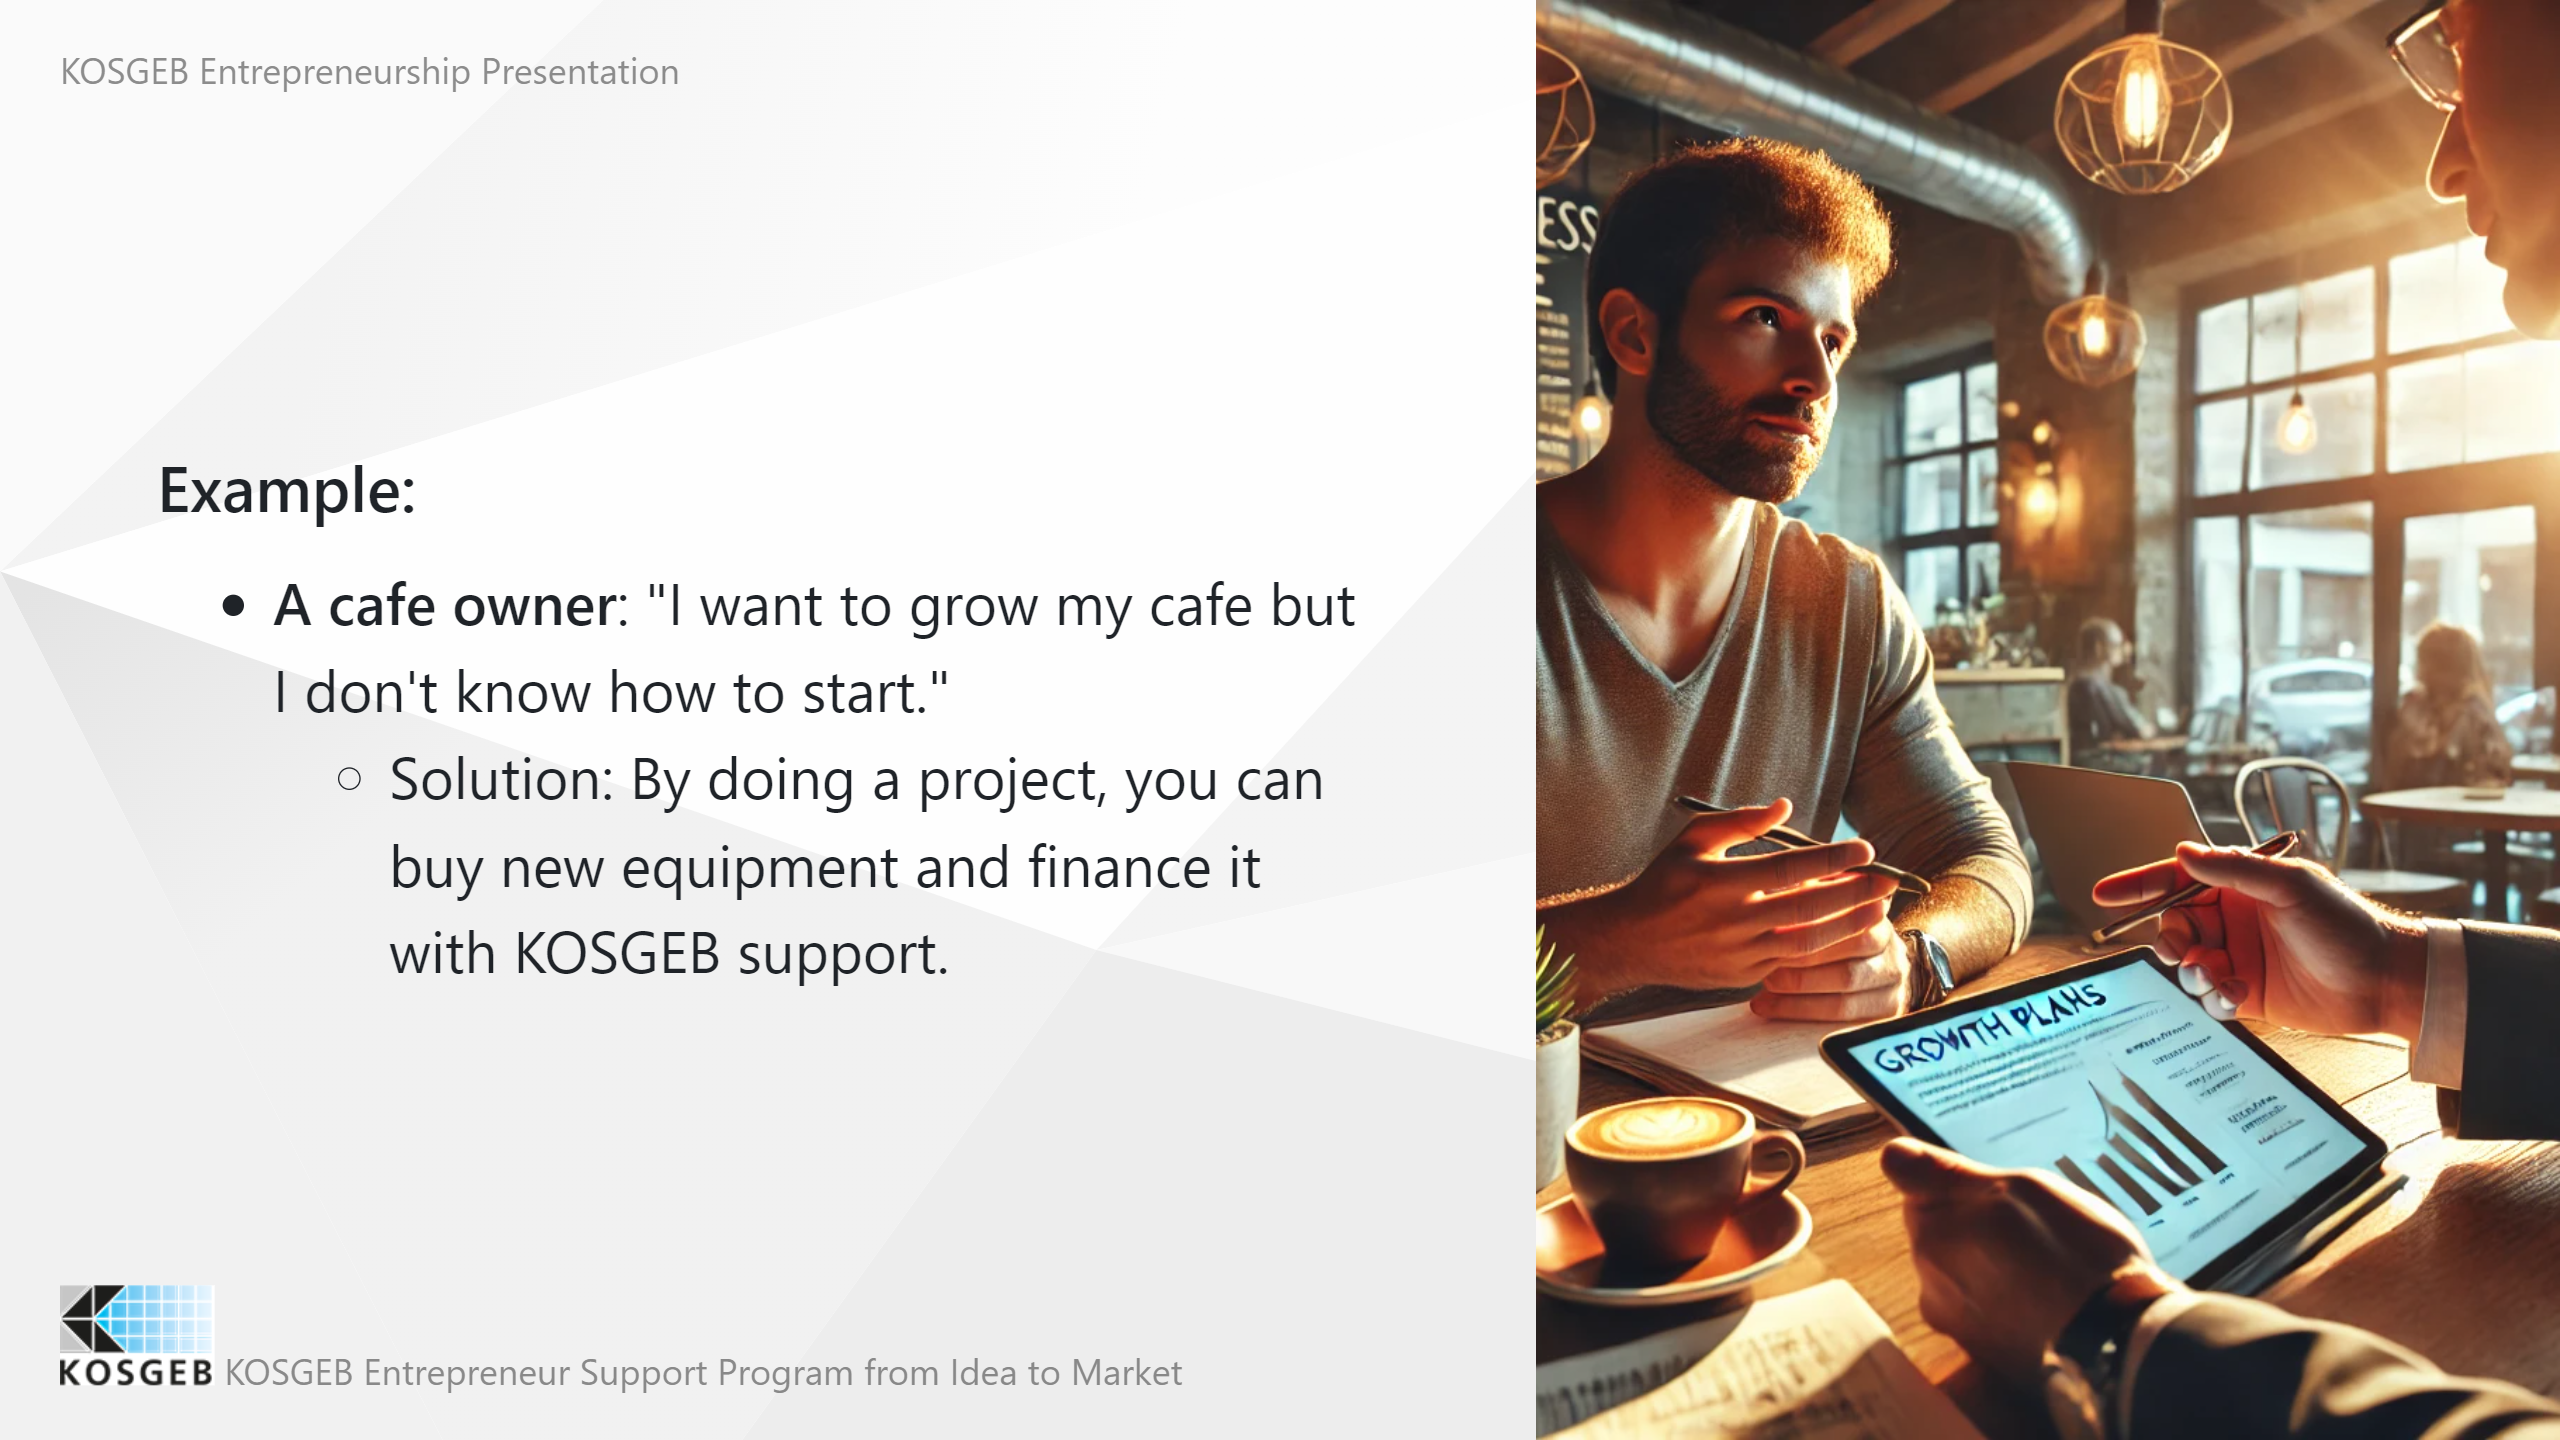 KOSGEB Entrepreneurship Presentation
Example:
A cafe owner: "I want to grow my cafe but
I don't know how to start."
Solution: By doing a project, you can
buy new equipment and finance it
with KOSGEB support.
ESS
GROWTH PLANS
KOSGEB
KOSGEB Entrepreneur Support Program from Idea to Market